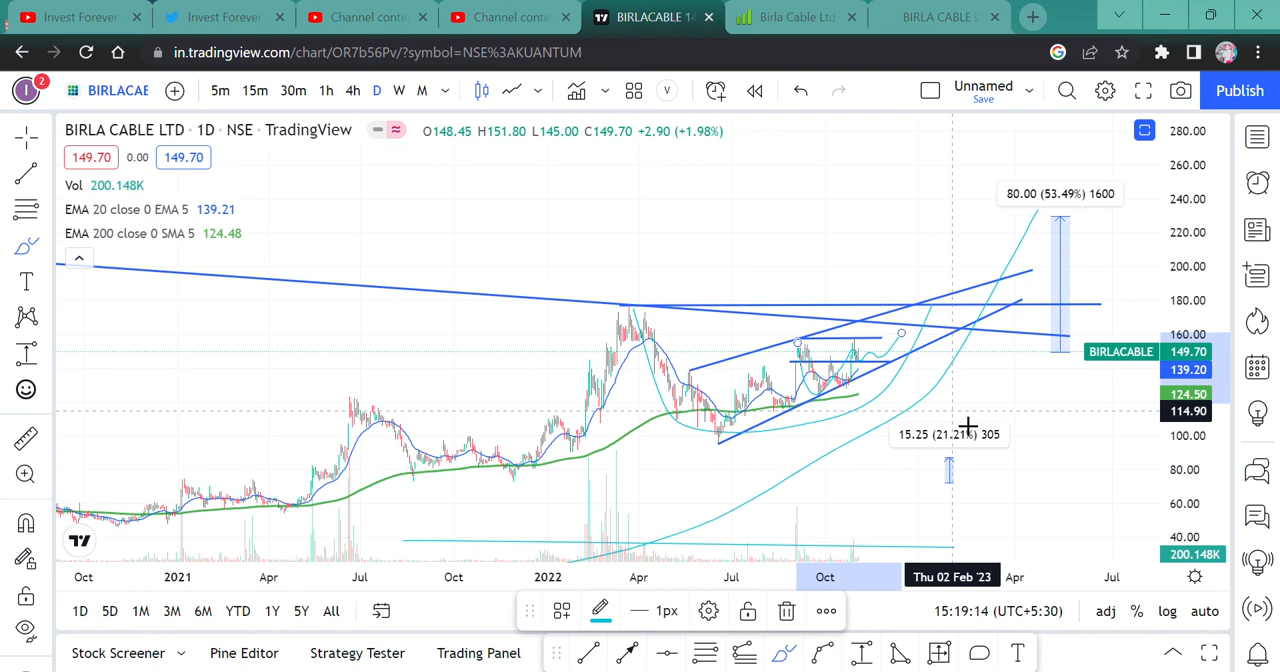 Invest Forever
Invest Forever
Channel conte
Channel conte
BIRLACABLE 14
Birla Cable Ltd
BIRLA CABLE L
in.tradingview.com/chart/OR7b56Pv/?symbol=NSE%3AKUANTUM
I
2
BIRLACAE
5m 15m 30m 1h 4h D W M
V
Unnamed
Save
Publish
BIRLA CABLE LTD · 1D · NSE · TradingView
O148.45 H151.80 L145.00 C149.70 +2.90 (+1.98%)
149.70 0.00 149.70
Vol 200.148K
EMA 20 close 0 EMA 5 139.21
EMA 200 close 0 SMA 5 124.48
80.00 (53.49%) 1600
15.25 (21.21%) 305
280.00
260.00
240.00
220.00
200.00
180.00
160.00
BIRLACABLE 149.70
139.20
124.50
114.90
100.00
80.00
60.00
40.00
200.148K
Oct 2021 Apr Jul Oct 2022 Apr Jul Oct Thu 02 Feb '23 Apr Jul
1D 5D 1M 3M 6M YTD 1Y 5Y All
1px
15:19:14 (UTC+5:30) adj % log auto
Stock Screener Pine Editor Strategy Tester Trading Panel
T